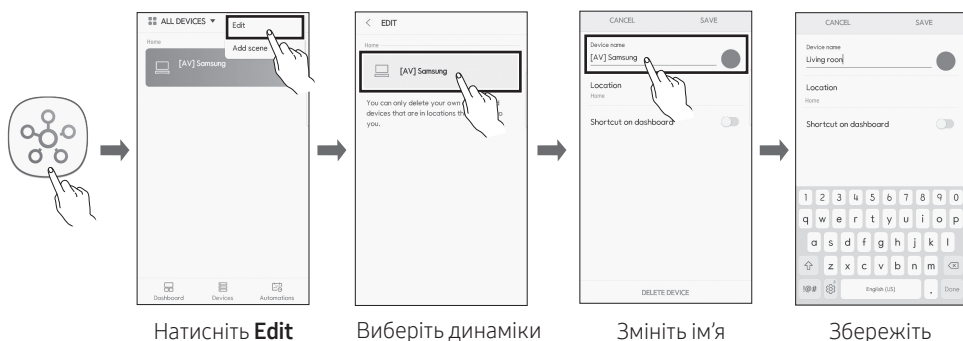 ALL DEVICES ▼
Edit
Home
Add scene
[AV] Samsung
Dashboard Devices Automations
Натисніть Edit
< EDIT
Home
[AV] Samsung
You can only delete your own
devices that are in locations th
you.
Виберіть динаміки
CANCEL SAVE
Device name
[AV] Samsung
Location
Home
Shortcut on dashboard
DELETE DEVICE
Змініть ім’я
CANCEL SAVE
Device name
Living roon
Location
Home
Shortcut on dashboard
1 2 3 4 5 6 7 8 9 0
q w e r t y u i o p
a s d f g h j k l
z x c v b n m
!@# English (US) . Done
Збережіть